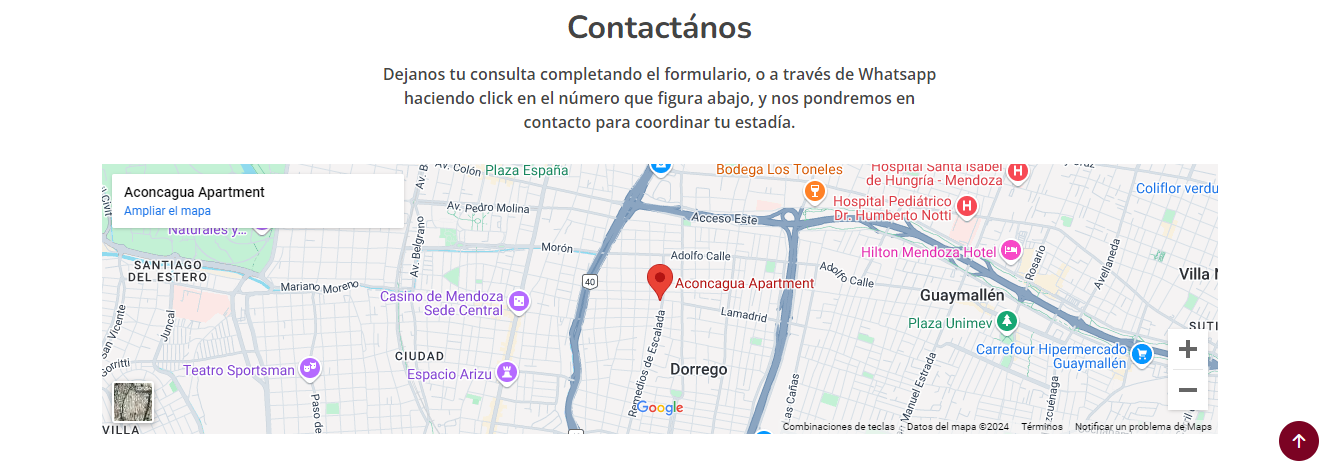 Contactános
Dejanos tu consulta completando el formulario, o a través de Whatsapp
haciendo click en el número que figura abajo, y nos pondremos en
contacto para coordinar tu estadía.
Aconcagua Apartment
Ampliar el mapa
Naturales y...
Av. Colón
Plaza España
Bodega Los Toneles
Hospital Santa Isabel
de Hungría - Mendoza
Coliflor verdu
Hospital Pediátrico
Dr. Humberto Notti
Av. Pedro Molina
Acceso Este
Av. Belgrano
Morón
Adolfo Calle
Hilton Mendoza Hotel
Rosario
Avellaneda
SANTIAGO
DEL ESTERO
Mariano Moreno
40
Aconcagua Apartment
Adolfo Calle
Villa N
Casino de Mendoza
Sede Central
Guaymallén
Lamadrid
Plaza Unimev
San Vicente
Juncal
SUTI
CIUDAD
Remedios de Escalada
Carrefour Hipermercado
Guaymallén
Gorriti
Teatro Sportsman
Espacio Arizu
Dorrego
Las Cañas
Manuel Estrada
Paso de
Google
VILLA
Combinaciones de teclas
Datos del mapa ©2024
Términos
Notificar un problema de Maps